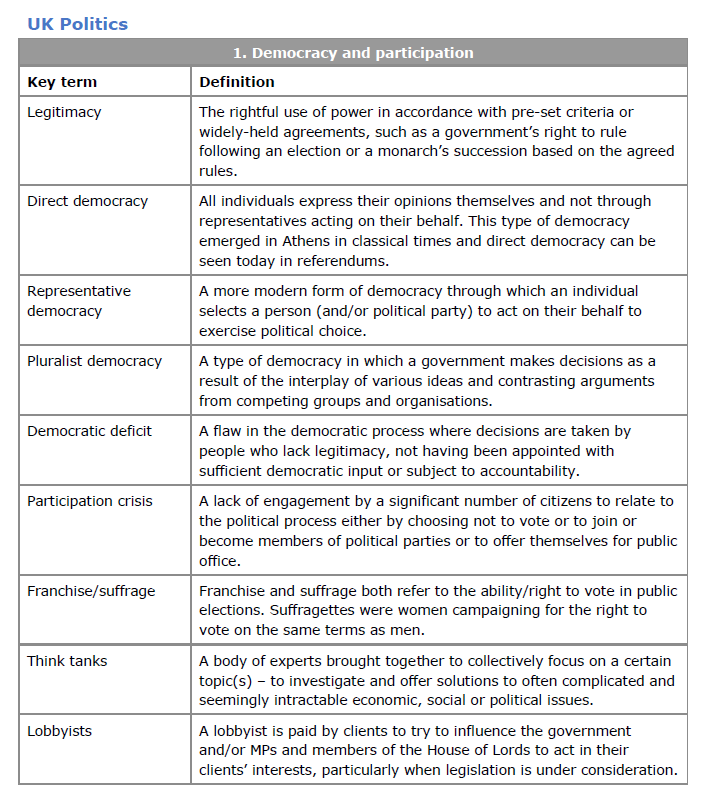 UK Politics
1. Democracy and participation
Key term
Definition
Legitimacy
The rightful use of power in accordance with pre-set criteria or
widely-held agreements, such as a government's right to rule
following an election or a monarch's succession based on the agreed
rules.
Direct democracy
All individuals express their opinions themselves and not through
representatives acting on their behalf. This type of democracy
emerged in Athens in classical times and direct democracy can be
seen today in referendums.
Representative
democracy
A more modern form of democracy through which an individual
selects a person (and/or political party) to act on their behalf to
exercise political choice.
Pluralist democracy
A type of democracy in which a government makes decisions as a
result of the interplay of various ideas and contrasting arguments
from competing groups and organisations.
Democratic deficit
A flaw in the democratic process where decisions are taken by
people who lack legitimacy, not having been appointed with
sufficient democratic input or subject to accountability.
Participation crisis
A lack of engagement by a significant number of citizens to relate to
the political process either by choosing not to vote or to join or
become members of political parties or to offer themselves for public
office.
Franchise/suffrage
Franchise and suffrage both refer to the ability/right to vote in public
elections. Suffragettes were women campaigning for the right to
vote on the same terms as men.
Think tanks
A body of experts brought together to collectively focus on a certain
topic(s) – to investigate and offer solutions to often complicated and
seemingly intractable economic, social or political issues.
Lobbyists
A lobbyist is paid by clients to try to influence the government
and/or MPs and members of the House of Lords to act in their
clients' interests, particularly when legislation is under consideration.